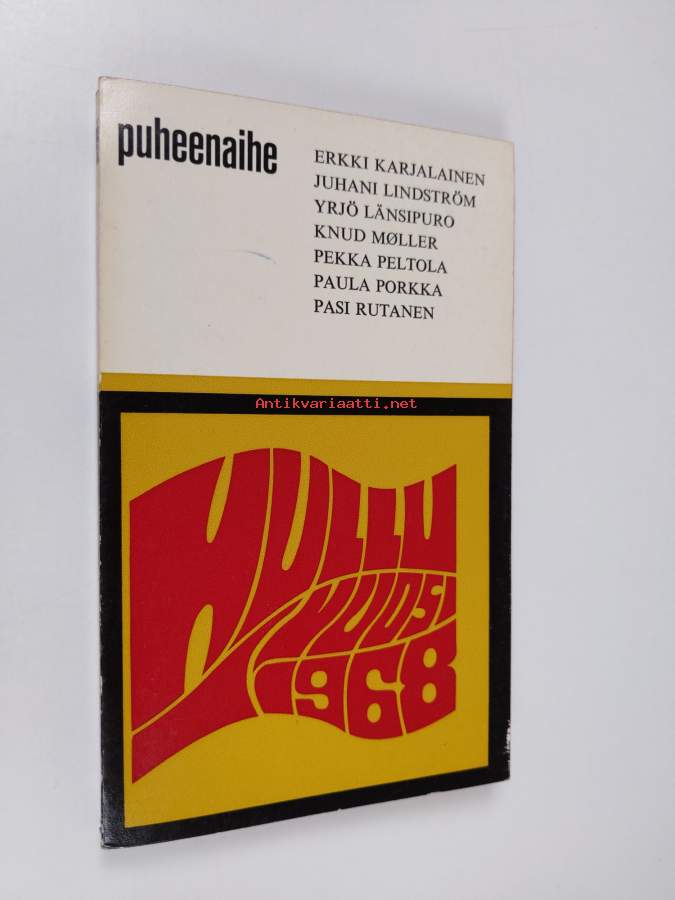 puheenaihe
ERKKI KARJALAINEN
JUHANI LINDSTRÖM
YRJÖ LÄNSIPURO
KNUD MØLLER
PEKKA PELTOLA
PAULA PORKKA
PASI RUTANEN
Antikvariaatti.net
HULLU
VUOSI
1968